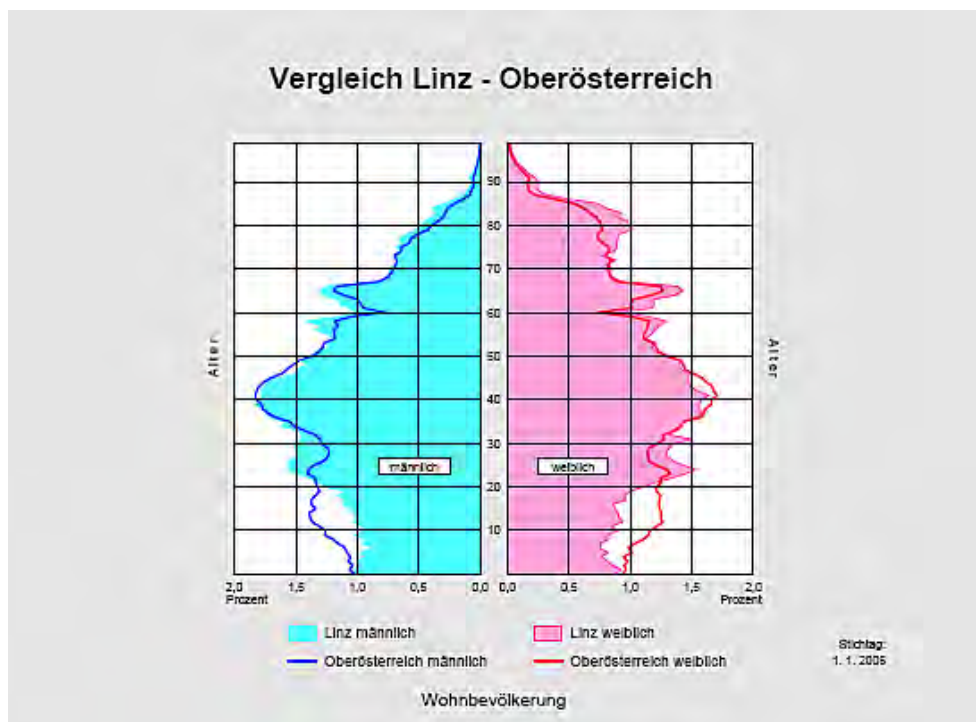 Vergleich Linz - Oberösterreich
Alter
90
80
70
60
50
40
30
20
10
Alter
männlich
weiblich
2,0 1,5 1,0 0,5 0,0 0,0 0,5 1,0 1,5 2,0
Prozent Prozent
Linz männlich Linz weiblich
Oberösterreich männlich Oberösterreich weiblich
Stichtag:
1. 1. 2006
Wohnbevölkerung